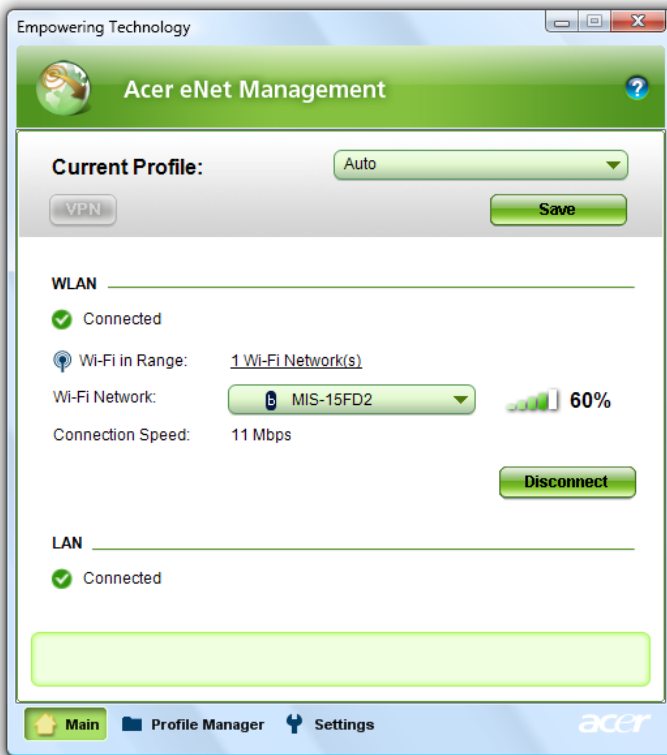 Empowering Technology
Acer eNet Management
Current Profile: Auto
VPN Save
WLAN
Connected
Wi-Fi in Range: 1 Wi-Fi Network(s)
Wi-Fi Network: b MIS-15FD2 60%
Connection Speed: 11 Mbps
Disconnect
LAN
Connected
Main Profile Manager Settings acer